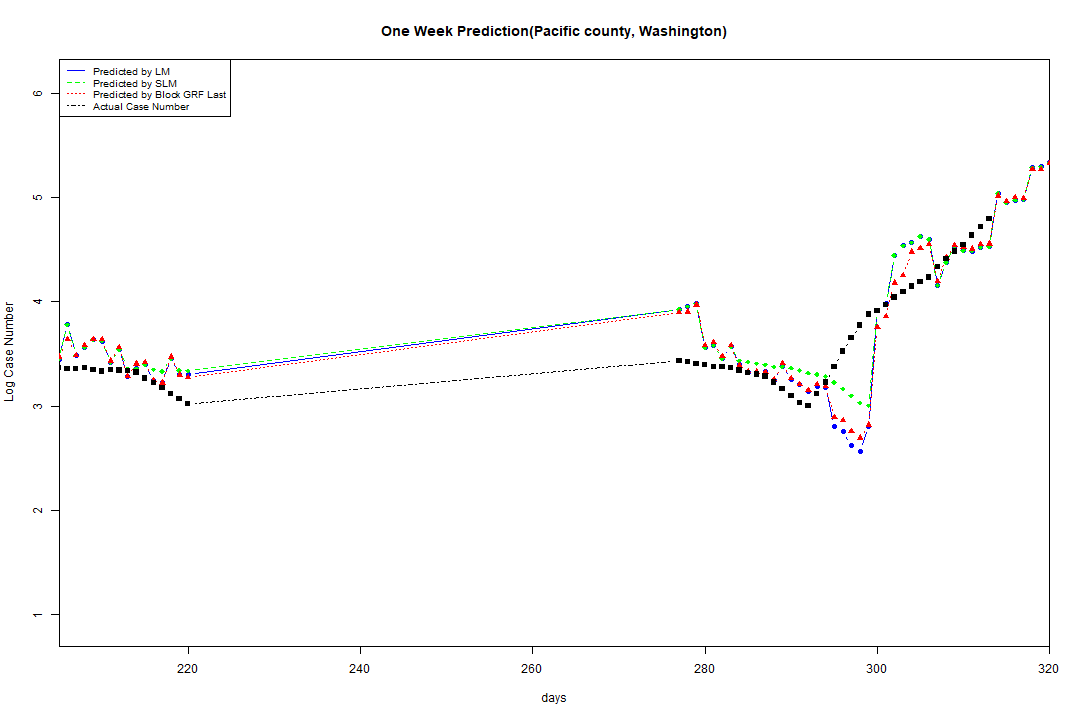 One Week Prediction(Pacific county, Washington)
Predicted by LM
Predicted by SLM
Predicted by Block GRF Last
Actual Case Number
6
5
4
3
2
1
Log Case Number
220 240 260 280 300 320
days